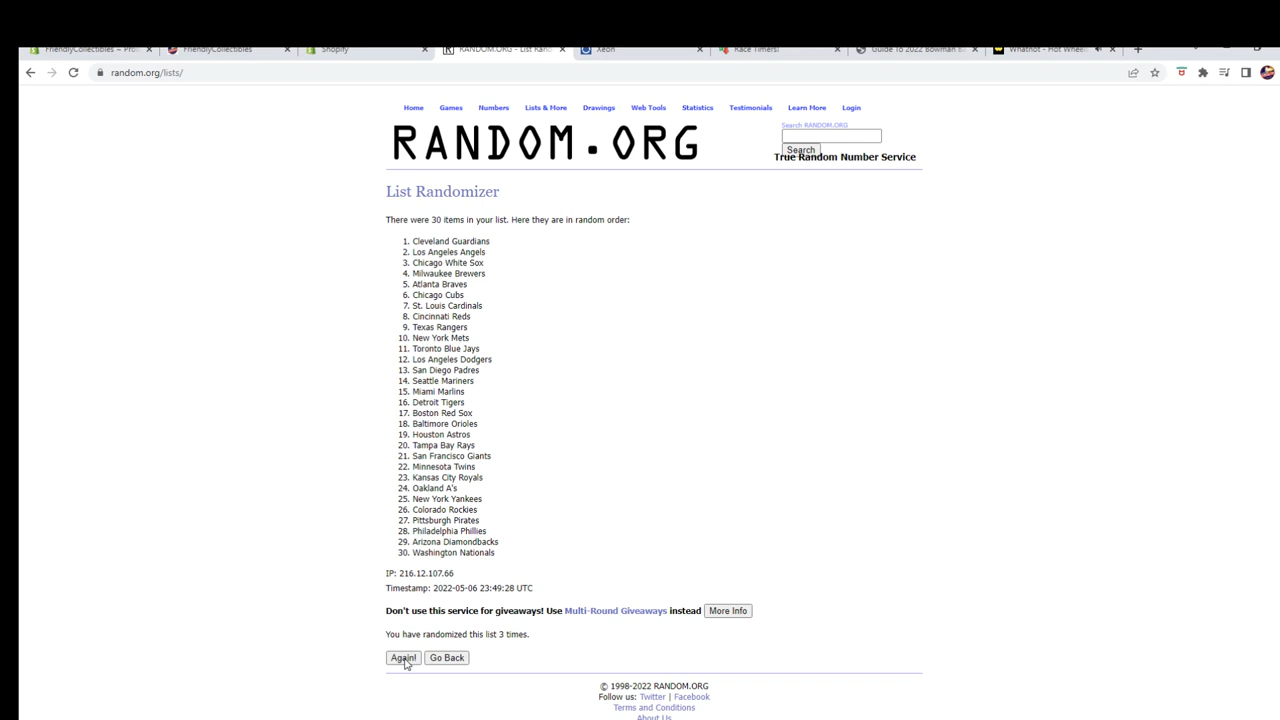 FriendlyCollectibles – Pro
FriendlyCollectibles
Shopify
RANDOM.ORG - List Rand
Xeon
Race Timers!
Guide To 2022 Bowman Ba
Whatnot - Hot Whee
random.org/lists/
Home Games Numbers Lists & More Drawings Web Tools Statistics Testimonials Learn More Login
RANDOM.ORG
Search RANDOM.ORG
Search
True Random Number Service
List Randomizer
There were 30 items in your list. Here they are in random order:
1. Cleveland Guardians
2. Los Angeles Angels
3. Chicago White Sox
4. Milwaukee Brewers
5. Atlanta Braves
6. Chicago Cubs
7. St. Louis Cardinals
8. Cincinnati Reds
9. Texas Rangers
10. New York Mets
11. Toronto Blue Jays
12. Los Angeles Dodgers
13. San Diego Padres
14. Seattle Mariners
15. Miami Marlins
16. Detroit Tigers
17. Boston Red Sox
18. Baltimore Orioles
19. Houston Astros
20. Tampa Bay Rays
21. San Francisco Giants
22. Minnesota Twins
23. Kansas City Royals
24. Oakland A's
25. New York Yankees
26. Colorado Rockies
27. Pittsburgh Pirates
28. Philadelphia Phillies
29. Arizona Diamondbacks
30. Washington Nationals
IP: 216.12.107.66
Timestamp: 2022-05-06 23:49:28 UTC
Don't use this service for giveaways! Use Multi-Round Giveaways instead More Info
You have randomized this list 3 times.
Again! Go Back
© 1998-2022 RANDOM.ORG
Follow us: Twitter | Facebook
Terms and Conditions
About Us